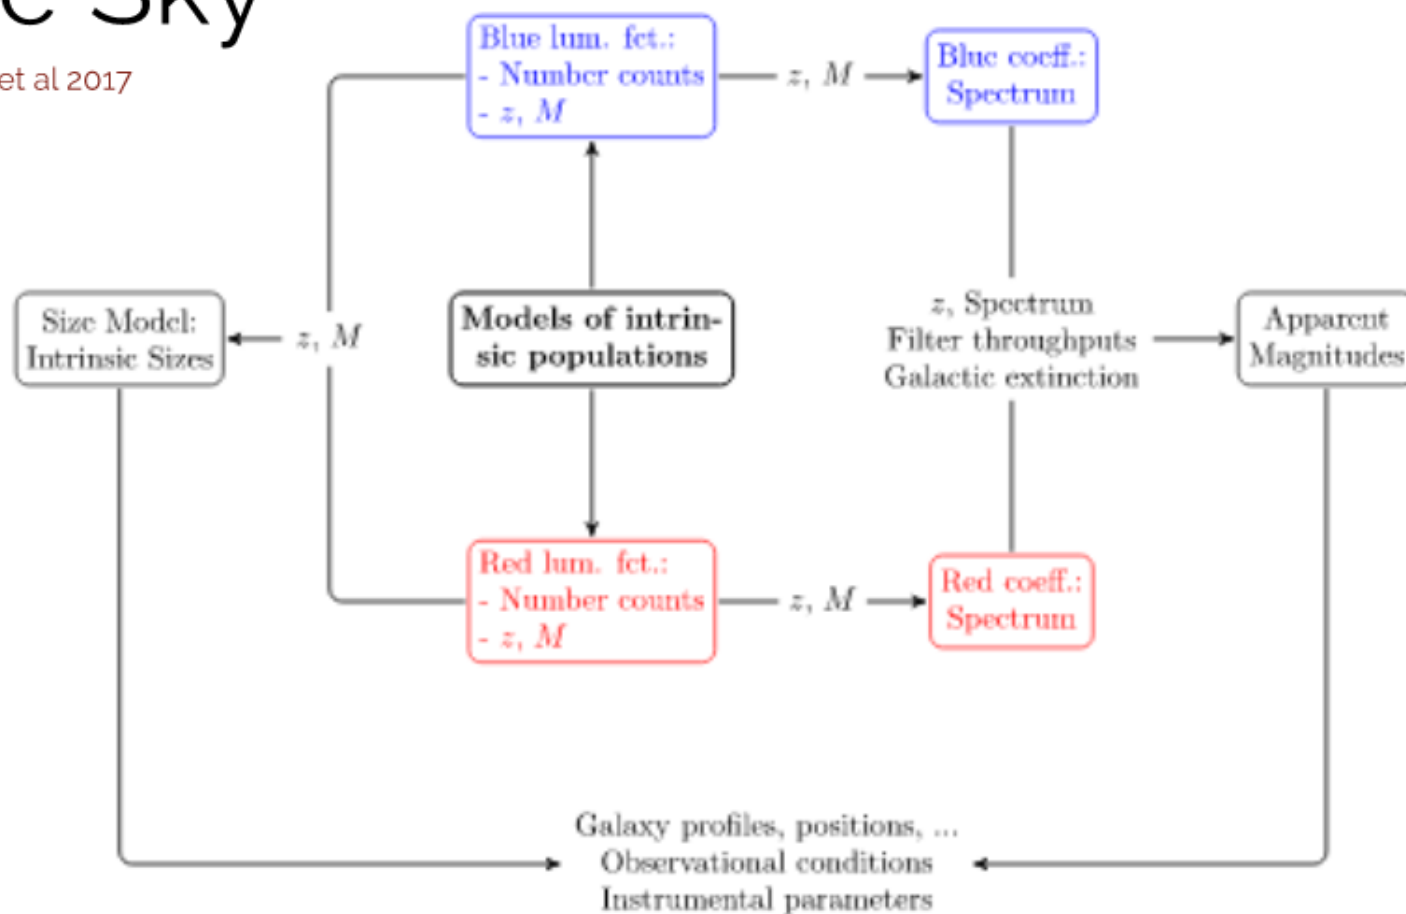 c Sky
et al 2017
Blue lum. fct.:
- Number counts
- z, M
z, M
Blue coeff.:
Spectrum
Size Model:
Intrinsic Sizes
z, M
Models of intrin-
sic populations
z, Spectrum
Filter throughputs
Galactic extinction
Apparent
Magnitudes
Red lum. fct.:
- Number counts
- z, M
z, M
Red coeff.:
Spectrum
Galaxy profiles, positions, ...
Observational conditions
Instrumental parameters